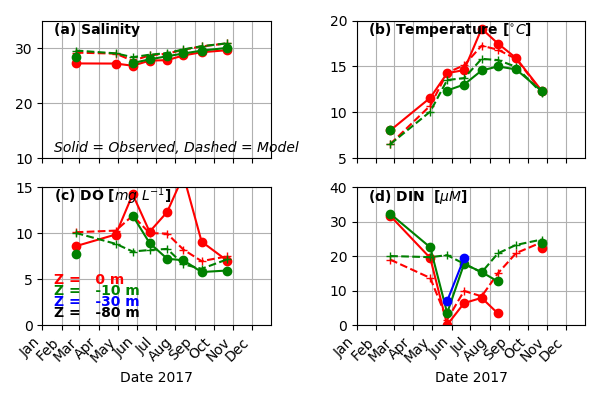 (a) Salinity
30
20
10
Solid = Observed, Dashed = Model
(b) Temperature [°C]
20
15
10
5
(c) DO [mg L⁻¹]
15
10
5
0
Z = 0 m
Z = -10 m
Z = -30 m
Z = -80 m
Jan Feb Mar Apr May Jun Jul Aug Sep Oct Nov Dec
Date 2017
(d) DIN [μM]
40
30
20
10
0
Jan Feb Mar Apr May Jun Jul Aug Sep Oct Nov Dec
Date 2017